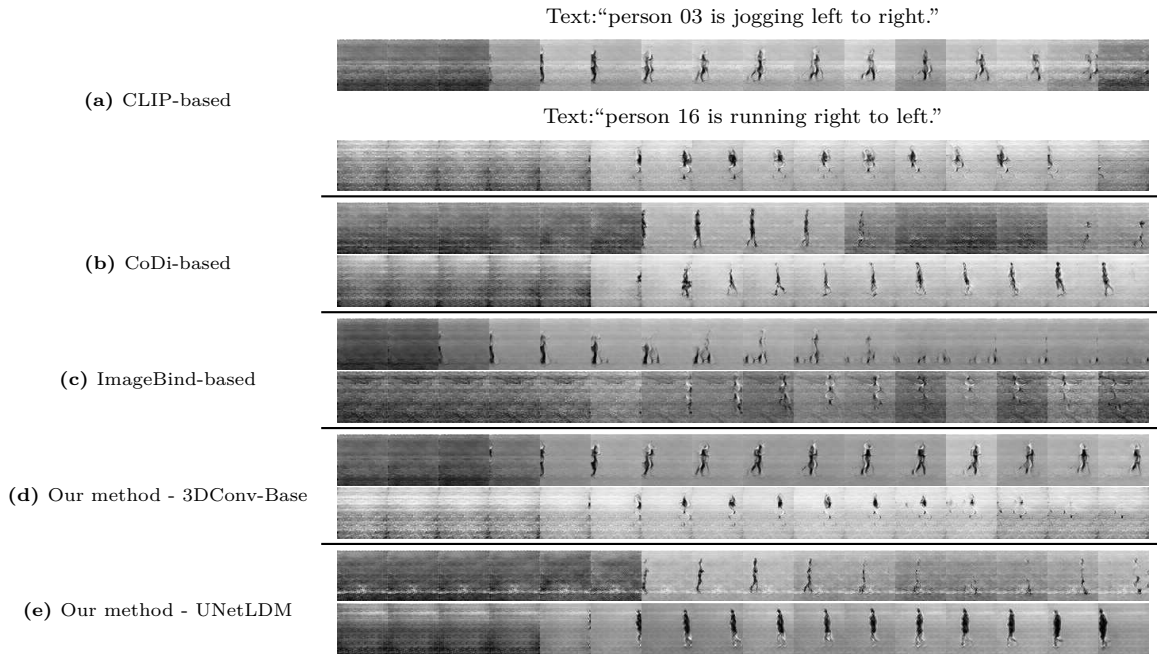 Text:“person 03 is jogging left to right.”
(a) CLIP-based
Text:“person 16 is running right to left.”
(b) CoDi-based
(c) ImageBind-based
(d) Our method - 3DConv-Base
(e) Our method - UNetLDM